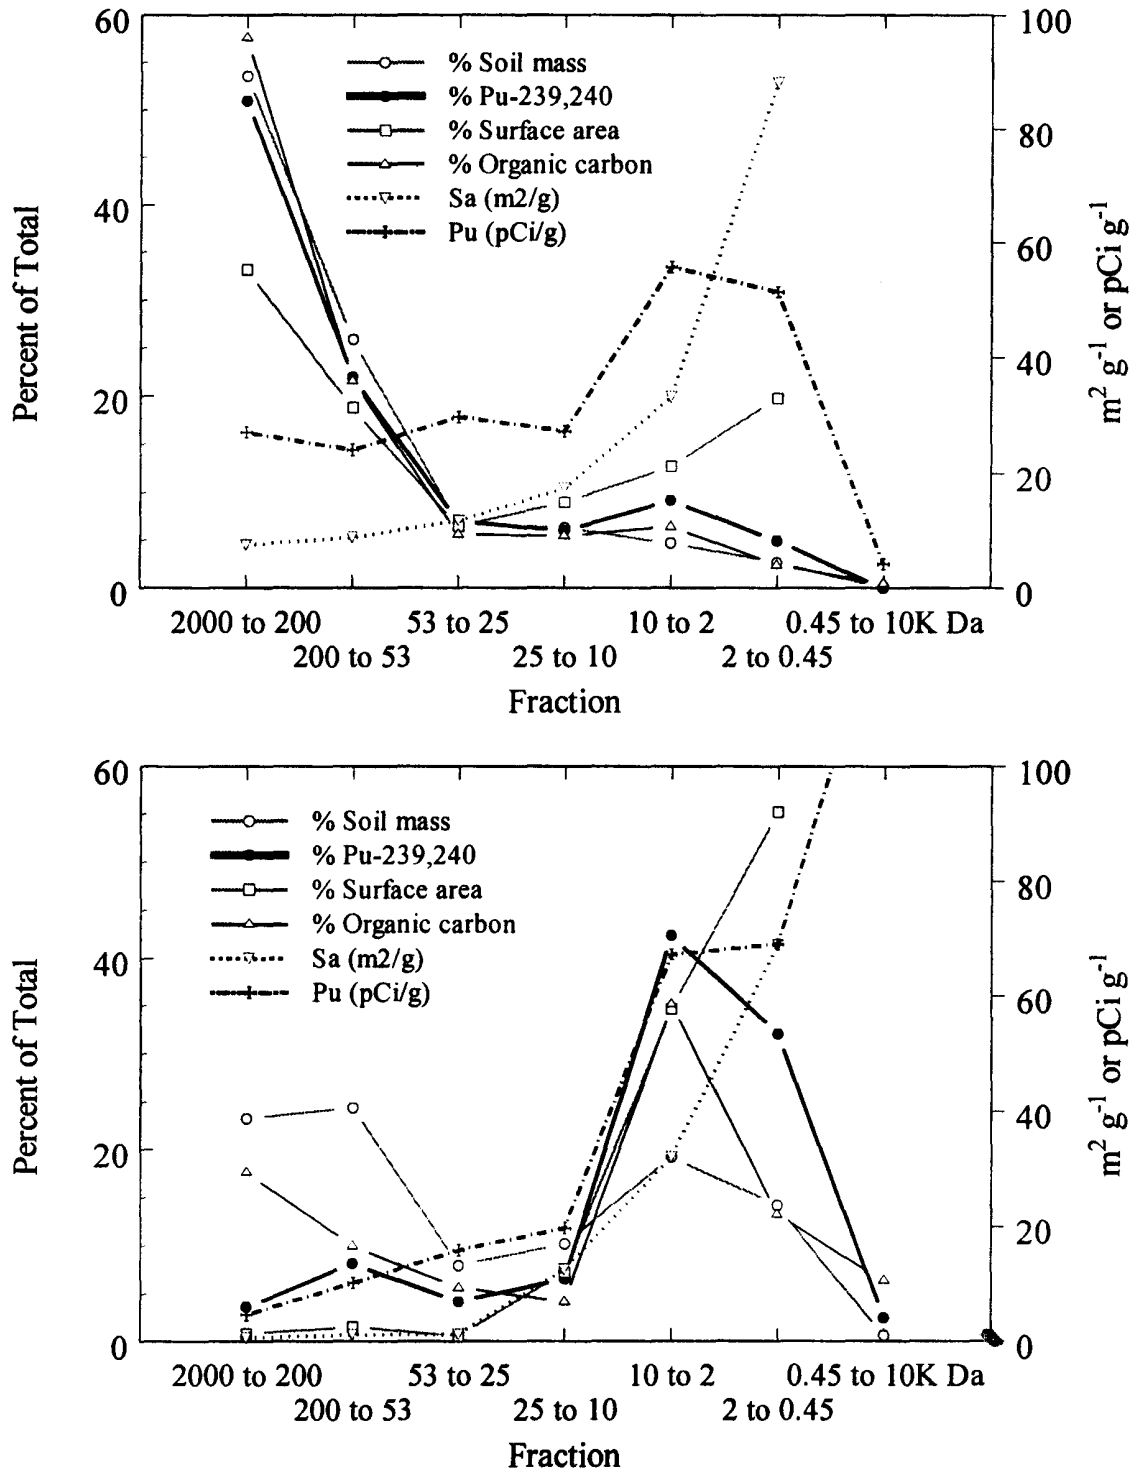 60
40
20
0
Percent of Total
% Soil mass
% Pu-239,240
% Surface area
% Organic carbon
Sa (m2/g)
Pu (pCi/g)
100
80
60
40
20
0
m² g⁻¹ or pCi g⁻¹
2000 to 200
53 to 25
10 to 2
0.45 to 10K Da
200 to 53
25 to 10
2 to 0.45
Fraction
60
40
20
0
Percent of Total
% Soil mass
% Pu-239,240
% Surface area
% Organic carbon
Sa (m2/g)
Pu (pCi/g)
100
80
60
40
20
0
m² g⁻¹ or pCi g⁻¹
2000 to 200
53 to 25
10 to 2
0.45 to 10K Da
200 to 53
25 to 10
2 to 0.45
Fraction